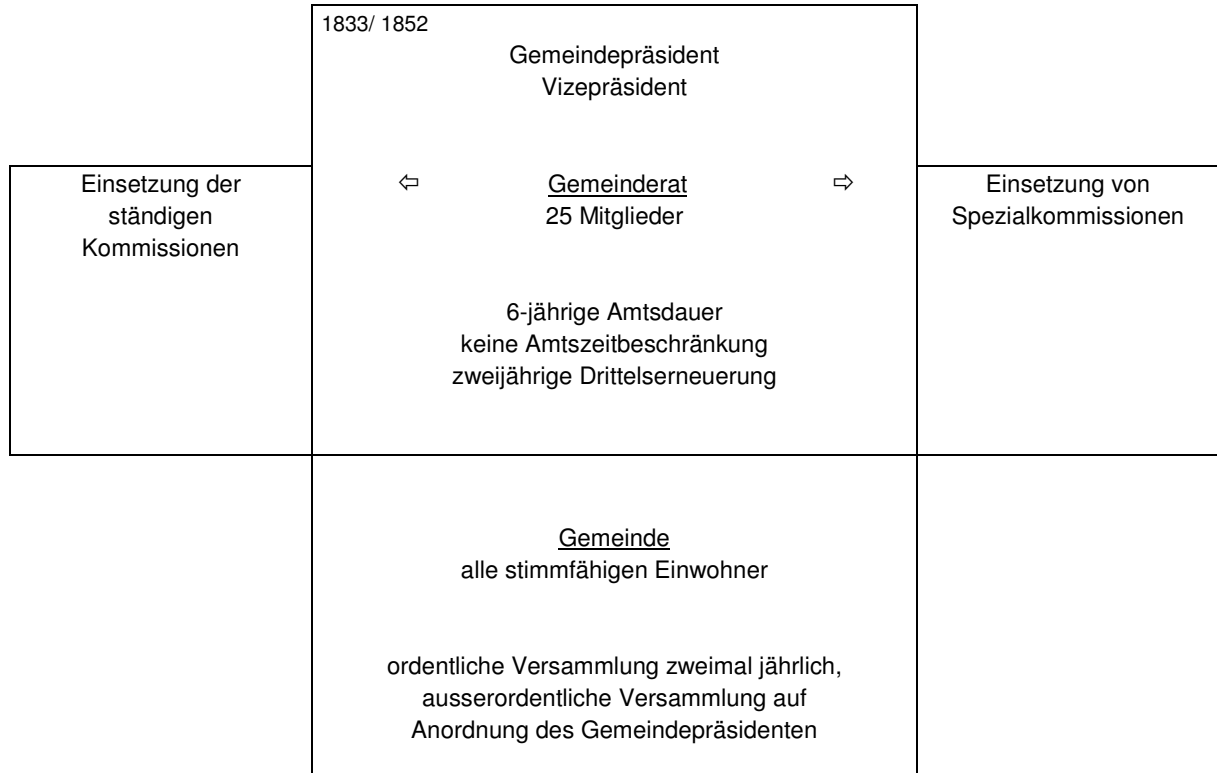 1833/ 1852
Gemeindepräsident
Vizepräsident
Einsetzung der
ständigen
Kommissionen
⇦ Gemeinderat ⇨
25 Mitglieder
6-jährige Amtsdauer
keine Amtszeitbeschränkung
zweijährige Drittelserneuerung
Einsetzung von
Spezialkommissionen
Gemeinde
alle stimmfähigen Einwohner
ordentliche Versammlung zweimal jährlich,
ausserordentliche Versammlung auf
Anordnung des Gemeindepräsidenten